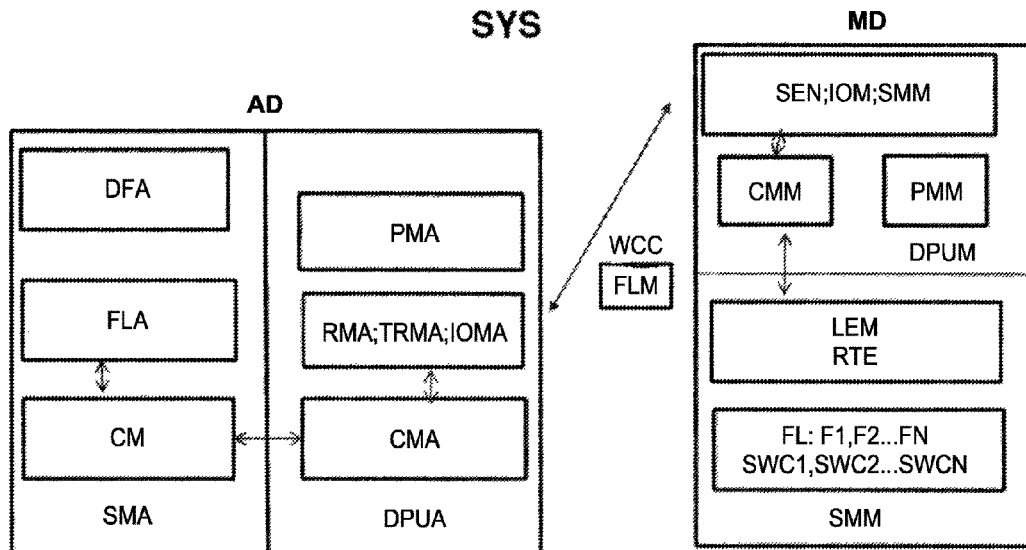 SYS
AD
DFA
FLA
CM
SMA
PMA
RMA;TRMA;IOMA
CMA
DPUA
WCC
FLM
MD
SEN;IOM;SMM
CMM
PMM
DPUM
LEM
RTE
FL: F1,F2...FN
SWC1,SWC2...SWCN
SMM